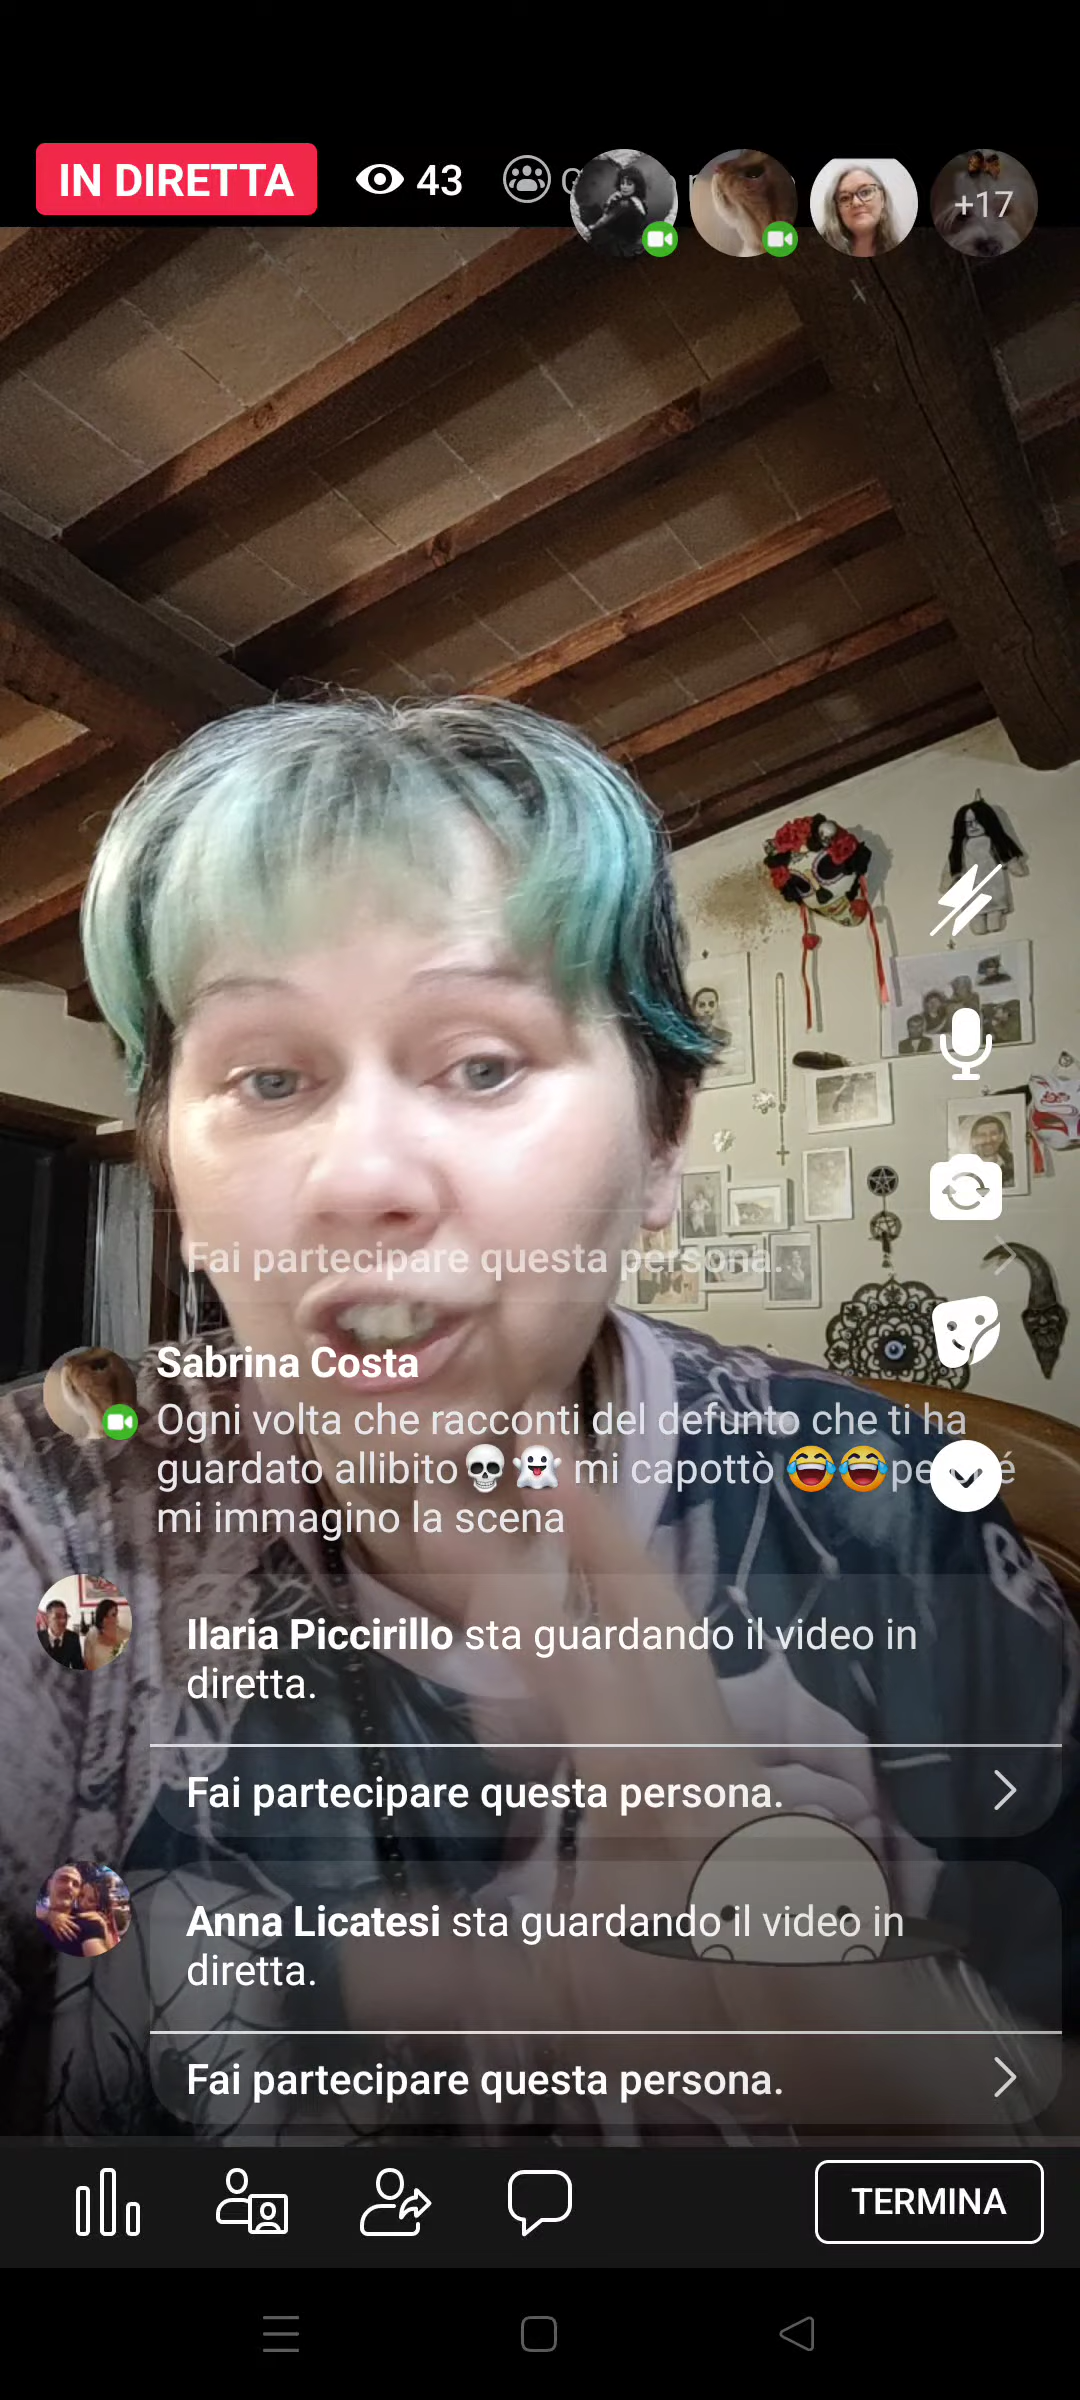 IN DIRETTA
43
+17
Fai partecipare questa persona.
Sabrina Costa
Ogni volta che racconti del defunto che ti ha
guardato allibito💀👻 mi capottò 😂😂
mi immagino la scena
Ilaria Piccirillo sta guardando il video in
diretta.
Fai partecipare questa persona.
Anna Licatesi sta guardando il video in
diretta.
Fai partecipare questa persona.
TERMINA